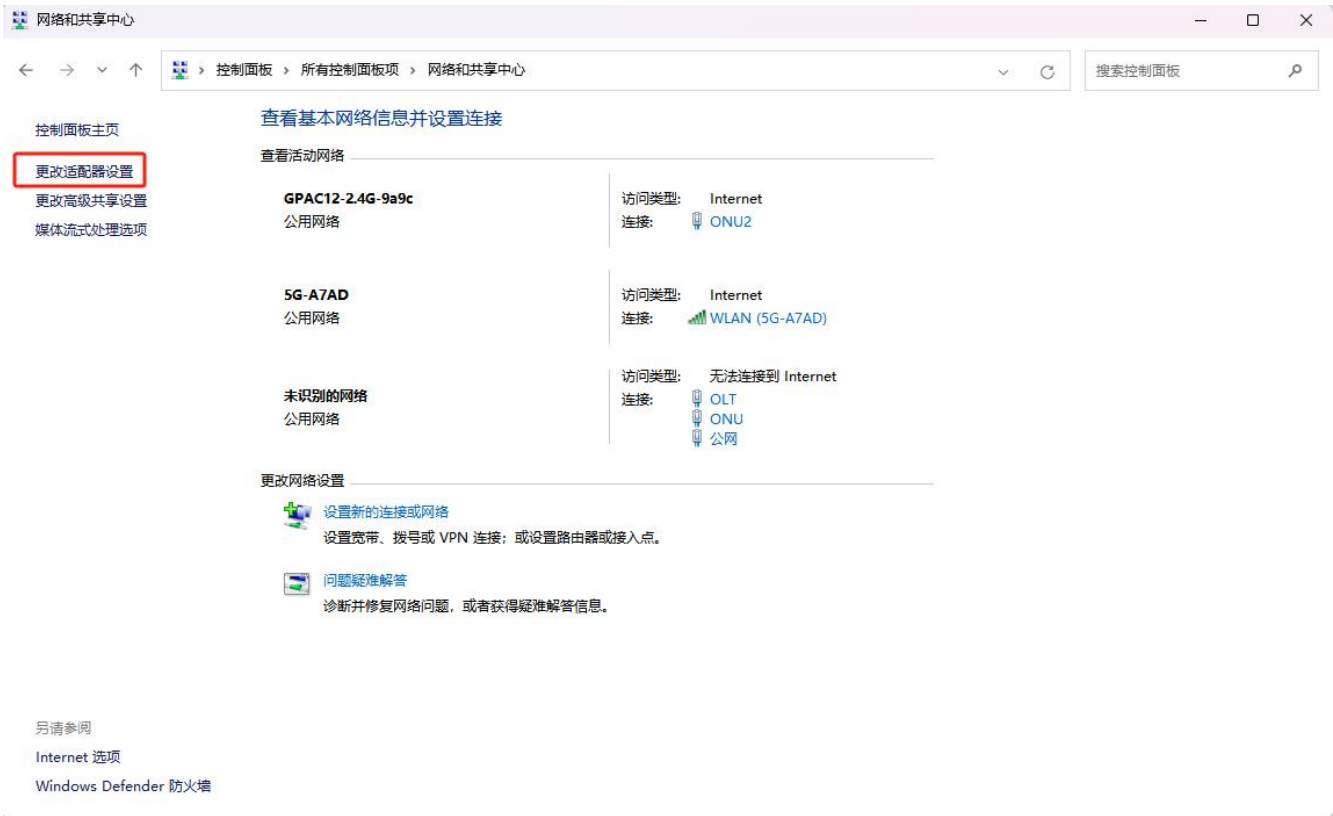 网络和共享中心
控制面板 › 所有控制面板项 › 网络和共享中心
搜索控制面板
控制面板主页
更改适配器设置
更改高级共享设置
媒体流式处理选项
查看基本网络信息并设置连接
查看活动网络
GPAC12-2.4G-9a9c
公用网络
访问类型: Internet
连接: ONU2
5G-A7AD
公用网络
访问类型: Internet
连接: WLAN (5G-A7AD)
未识别的网络
公用网络
访问类型: 无法连接到 Internet
连接: OLT
ONU
公网
更改网络设置
设置新的连接或网络
设置宽带、拨号或 VPN 连接；或设置路由器或接入点。
问题疑难解答
诊断并修复网络问题，或者获得疑难解答信息。
另请参阅
Internet 选项
Windows Defender 防火墙